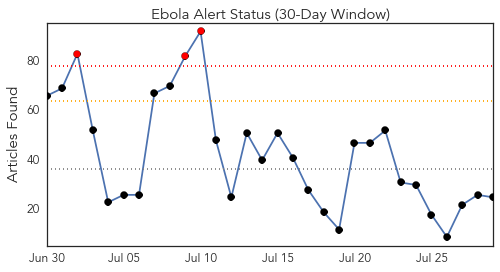 Ebola Alert Status (30-Day Window)
Articles Found
80
60
40
20
Jun 30
Jul 05
Jul 10
Jul 15
Jul 20
Jul 25